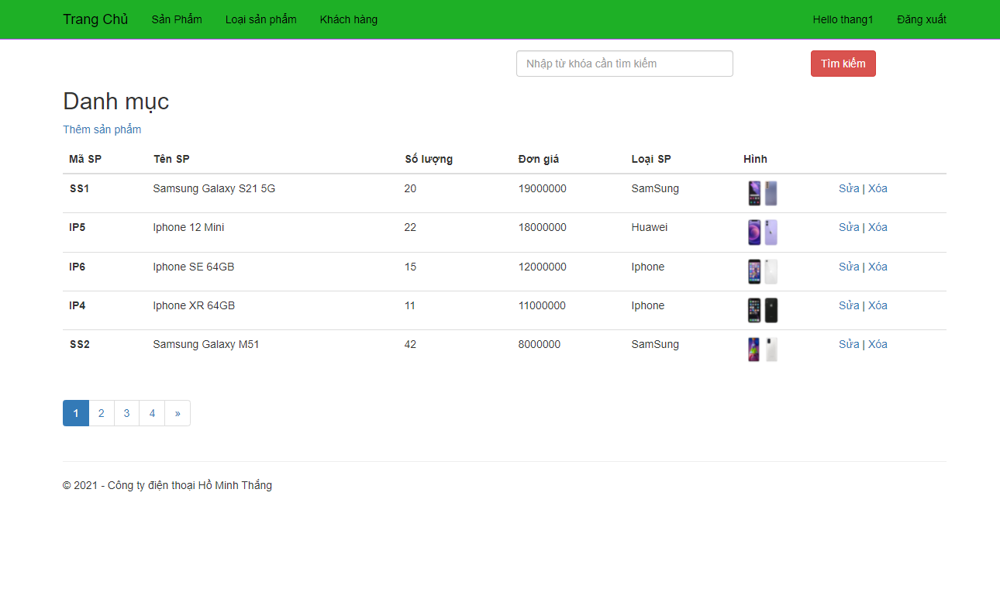 Trang Chủ Sản Phẩm Loại sản phẩm Khách hàng Hello thang1 Đăng xuất
Nhập từ khóa cần tìm kiếm Tìm kiếm
Danh mục
Thêm sản phẩm
Mã SP Tên SP Số lượng Đơn giá Loại SP Hình
SS1 Samsung Galaxy S21 5G 20 19000000 SamSung Sửa | Xóa
IP5 Iphone 12 Mini 22 18000000 Huawei Sửa | Xóa
IP6 Iphone SE 64GB 15 12000000 Iphone Sửa | Xóa
IP4 Iphone XR 64GB 11 11000000 Iphone Sửa | Xóa
SS2 Samsung Galaxy M51 42 8000000 SamSung Sửa | Xóa
1 2 3 4 »
© 2021 - Công ty điện thoại Hồ Minh Thắng